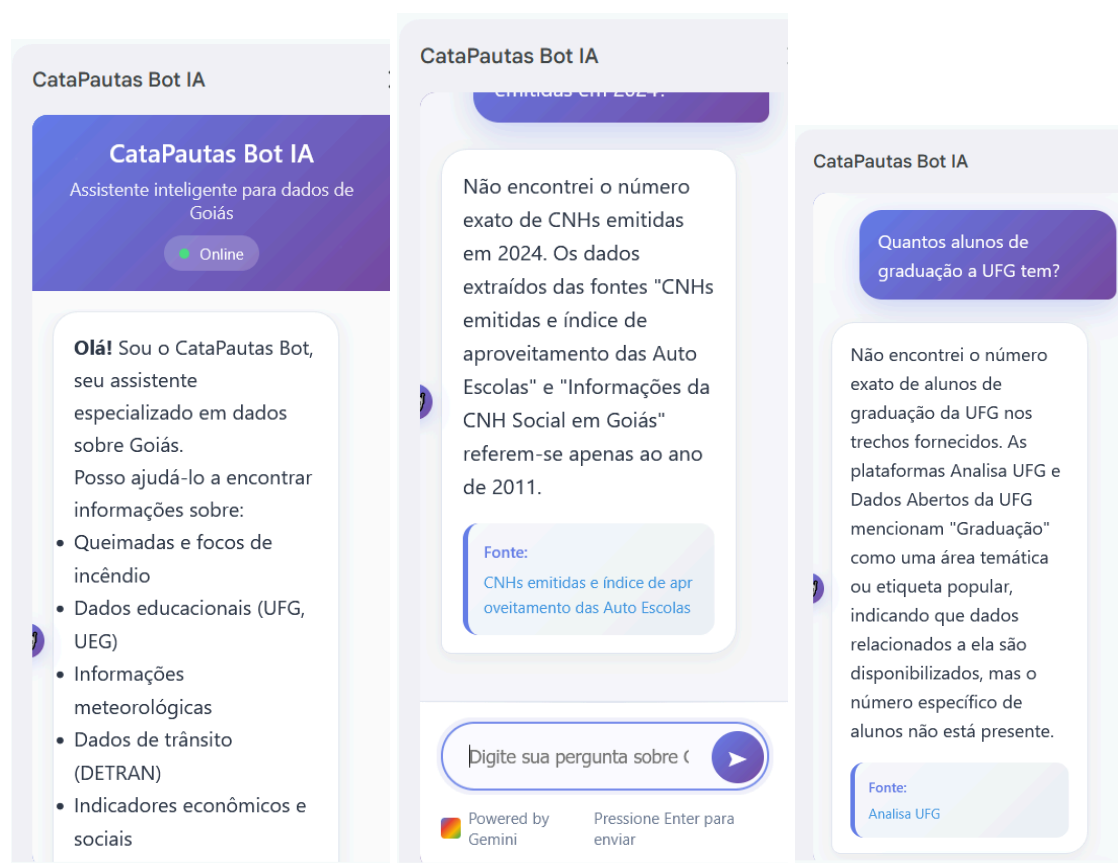 CataPautas Bot IA
CataPautas Bot IA
Assistente inteligente para dados de
Goiás
Online
Olá! Sou o CataPautas Bot,
seu assistente
especializado em dados
sobre Goiás.
Posso ajudá-lo a encontrar
informações sobre:
• Queimadas e focos de
incêndio
• Dados educacionais (UFG,
UEG)
• Informações
meteorológicas
• Dados de trânsito
(DETRAN)
• Indicadores econômicos e
sociais
CataPautas Bot IA
emitidas em 2024?
Não encontrei o número
exato de CNHs emitidas
em 2024. Os dados
extraídos das fontes "CNHs
emitidas e índice de
aproveitamento das Auto
Escolas" e "Informações da
CNH Social em Goiás"
referem-se apenas ao ano
de 2011.
Fonte:
CNHs emitidas e índice de apr
oveitamento das Auto Escolas
Digite sua pergunta sobre
Powered by
Gemini
Pressione Enter para
enviar
CataPautas Bot IA
Quantos alunos de
graduação a UFG tem?
Não encontrei o número
exato de alunos de
graduação da UFG nos
trechos fornecidos. As
plataformas Analisa UFG e
Dados Abertos da UFG
mencionam "Graduação"
como uma área temática
ou etiqueta popular,
indicando que dados
relacionados a ela são
disponibilizados, mas o
número específico de
alunos não está presente.
Fonte:
Analisa UFG